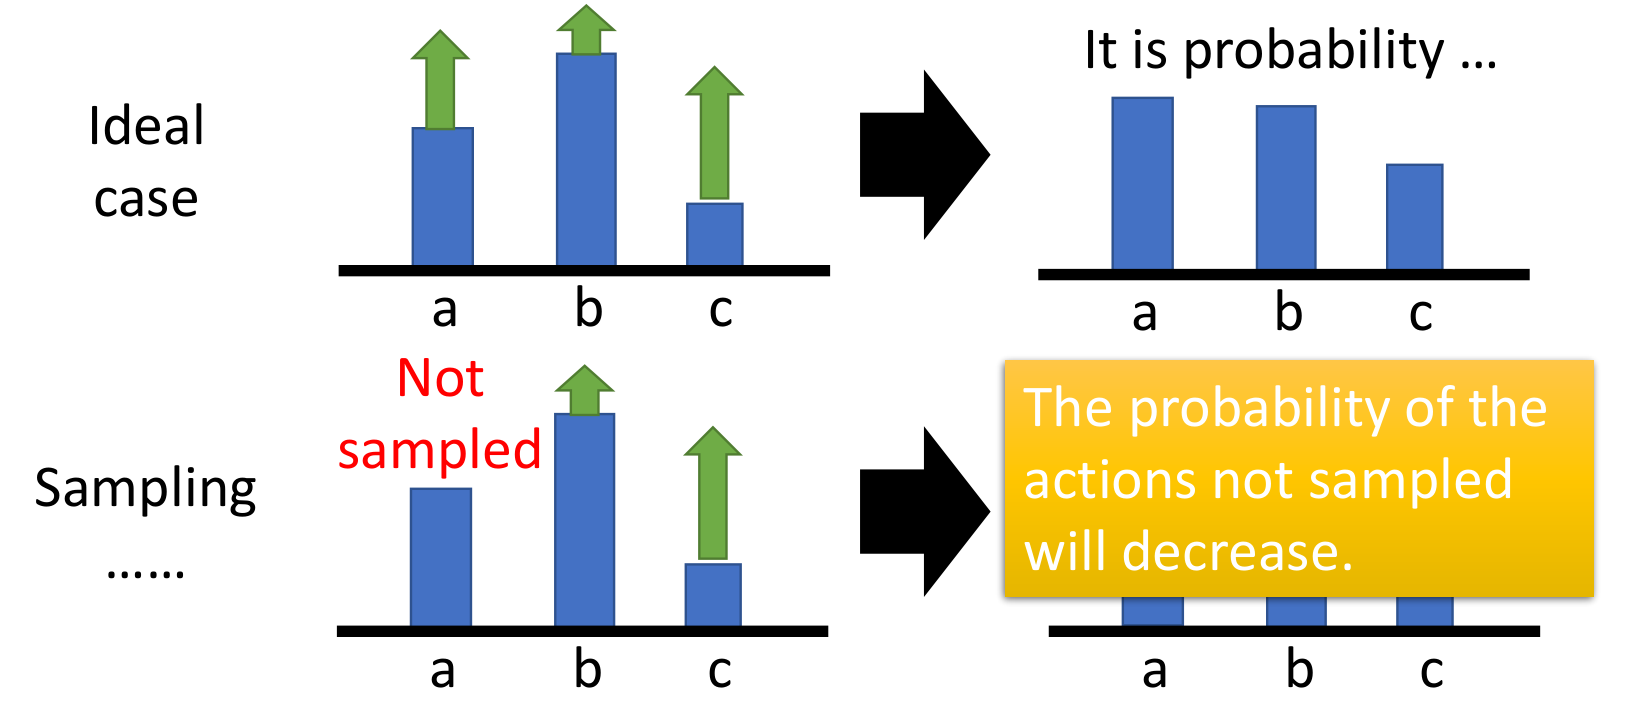 Ideal
case
a
b
c
It is probability …
a
b
c
Sampling
……
Not
sampled
a
b
c
The probability of the
actions not sampled
will decrease.
a
b
c